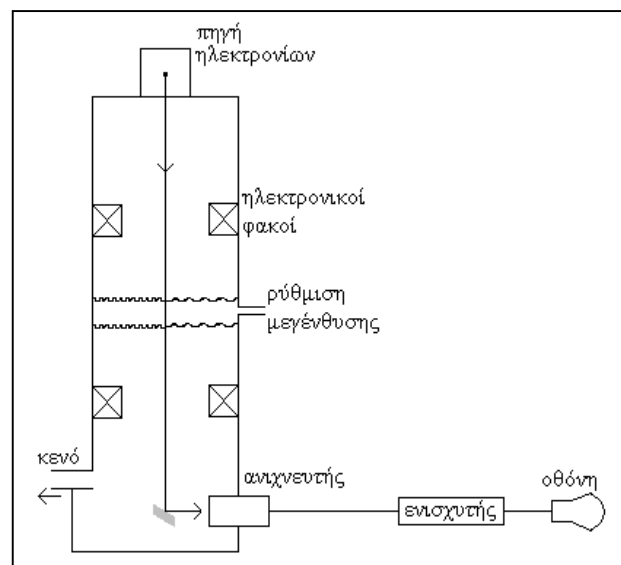 πηγή
ηλεκτρονίων
ηλεκτρονικοί
φακοί
ρύθμιση
μεγένθυσης
κενό
ανιχνευτής
ενισχυτής
οθόνη